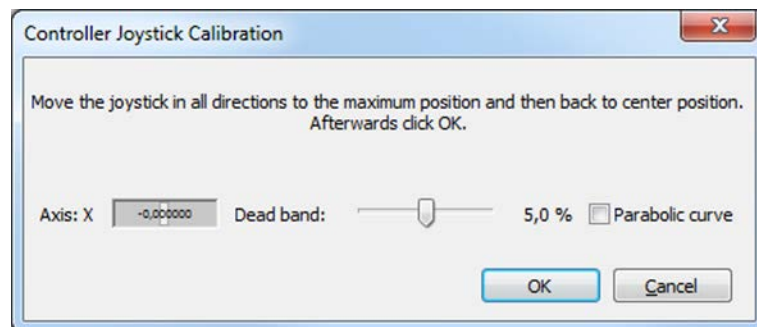 Controller Joystick Calibration
Move the joystick in all directions to the maximum position and then back to center position.
Afterwards click OK.
Axis: X -0,000000 Dead band: 5,0 % Parabolic curve
OK Cancel